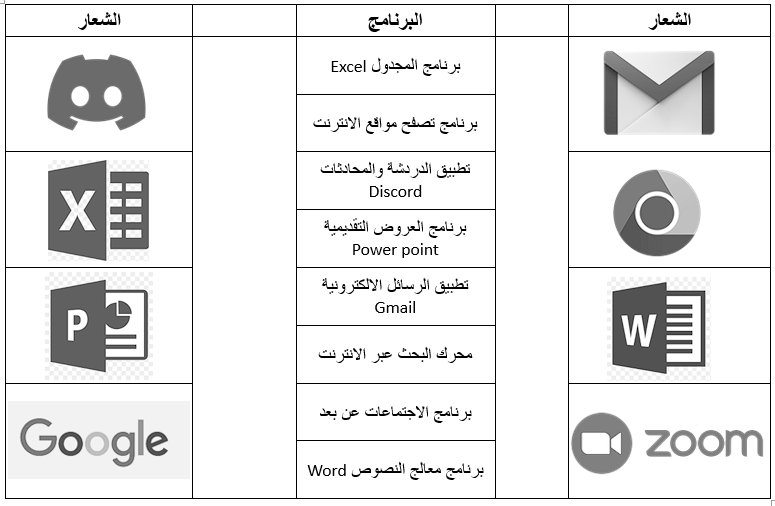 الشعار
البرنامج
الشعار
برنامج المجدول Excel
برنامج تصفح مواقع الانترنت
تطبيق الدردشة والمحادثات
Discord
X
برنامج العروض التقديمية
Power point
تطبيق الرسائل الالكترونية
Gmail
W
P
محرك البحث عبر الانترنت
برنامج الاجتماعات عن بعد
zoom
Google
برنامج معالج النصوص Word